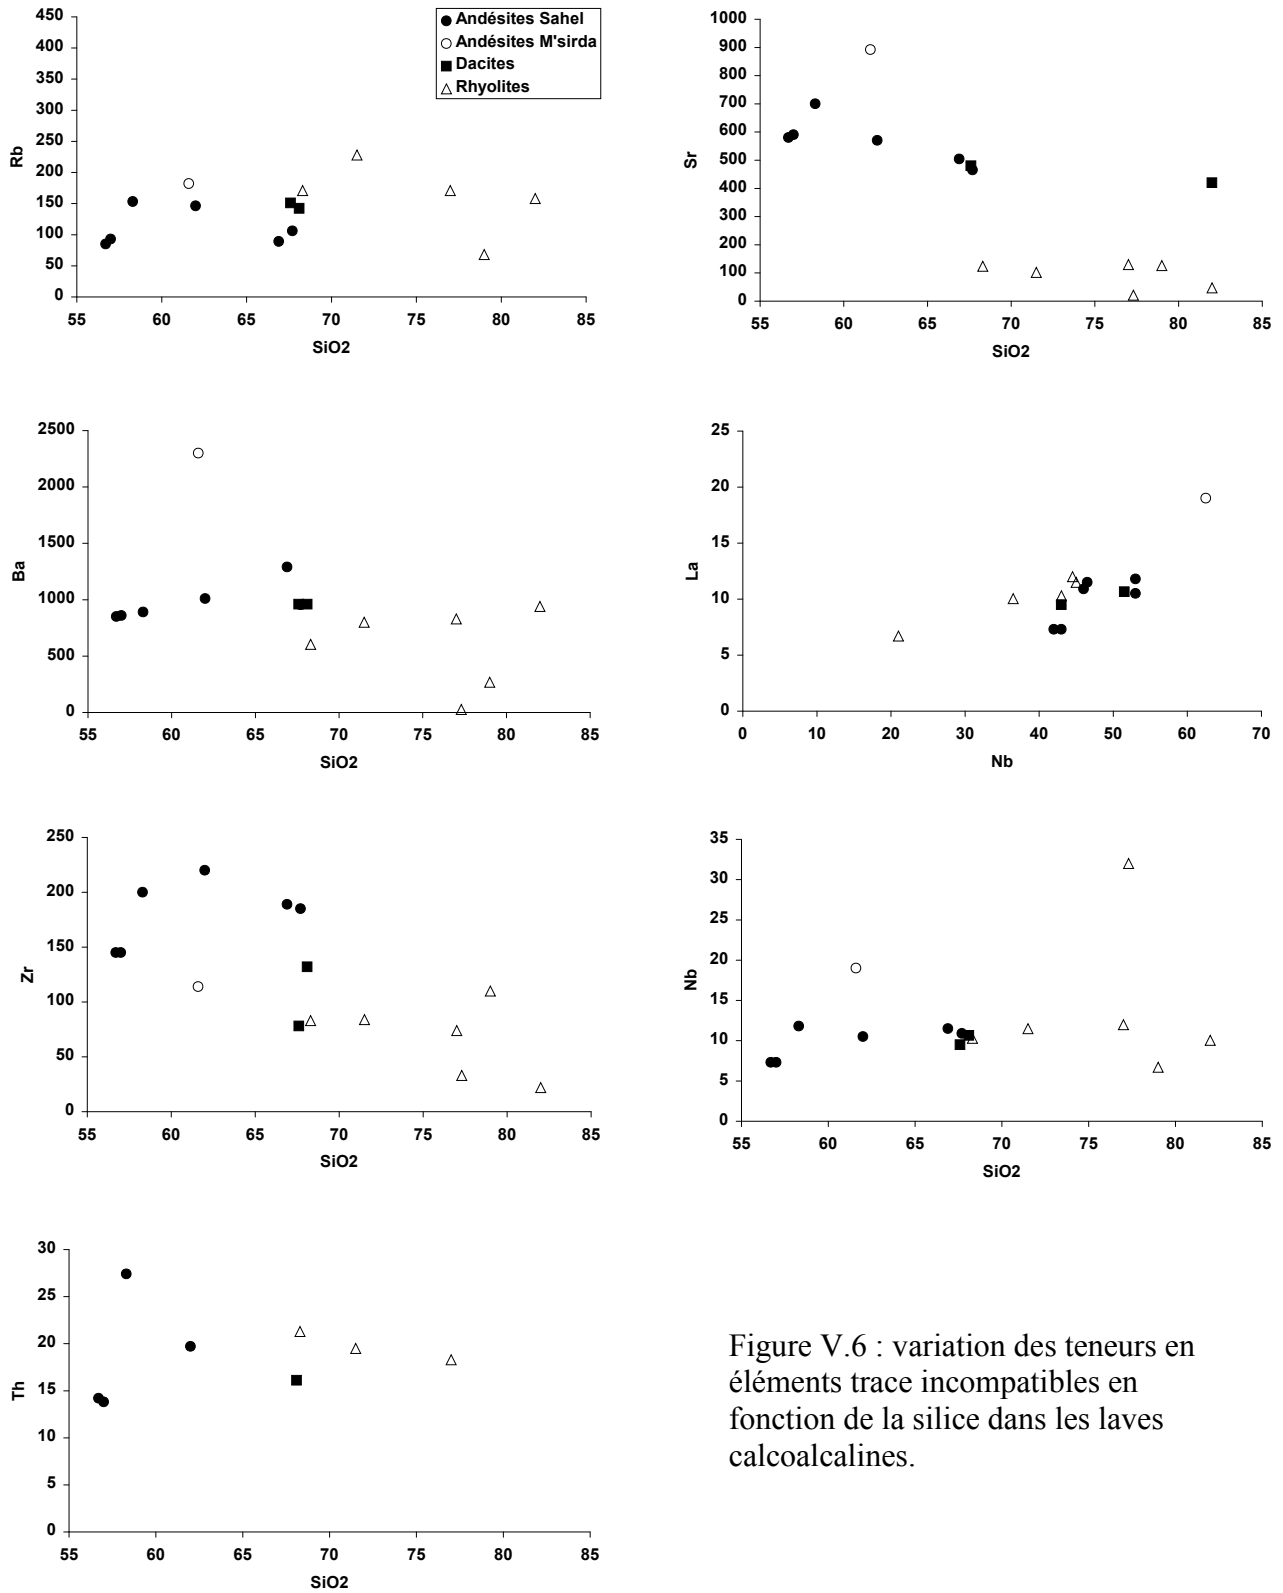 450
400
350
300
250
200
150
100
50
0
Rb
55 60 65 70 75 80 85
SiO2
Andésites Sahel
Andésites M'sirda
Dacites
Rhyolites
1000
900
800
700
600
500
400
300
200
100
0
Sr
55 60 65 70 75 80 85
SiO2
2500
2000
1500
1000
500
0
Ba
55 60 65 70 75 80 85
SiO2
25
20
15
10
5
0
La
0 10 20 30 40 50 60 70
Nb
250
200
150
100
50
0
Zr
55 60 65 70 75 80 85
SiO2
35
30
25
20
15
10
5
0
Nb
55 60 65 70 75 80 85
SiO2
30
25
20
15
10
5
0
Th
55 60 65 70 75 80 85
SiO2
Figure V.6 : variation des teneurs en
éléments trace incompatibles en
fonction de la silice dans les laves
calcoalcalines.